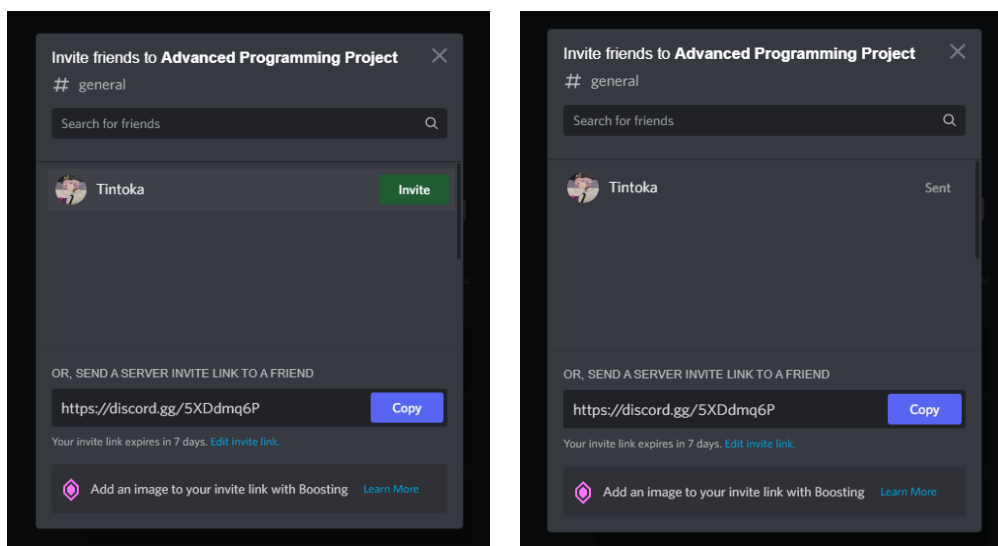 Invite friends to Advanced Programming Project
# general
Search for friends
Tintoka
Invite
OR, SEND A SERVER INVITE LINK TO A FRIEND
https://discord.gg/5XDdmq6P
Copy
Your invite link expires in 7 days. Edit invite link.
Add an image to your invite link with Boosting Learn More
Invite friends to Advanced Programming Project
# general
Search for friends
Tintoka
Sent
OR, SEND A SERVER INVITE LINK TO A FRIEND
https://discord.gg/5XDdmq6P
Copy
Your invite link expires in 7 days. Edit invite link.
Add an image to your invite link with Boosting Learn More